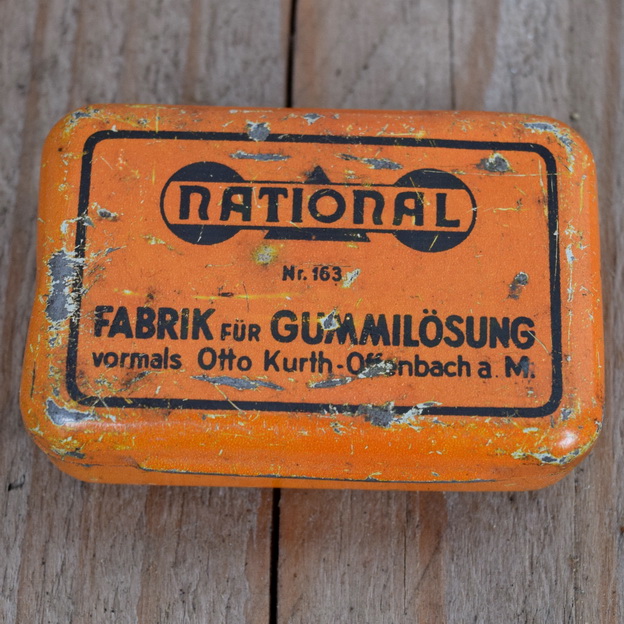 NATIONAL
Nr. 163
FABRIK FÜR GUMMILÖSUNG
vormals Otto Kurth-Offenbach a. M.